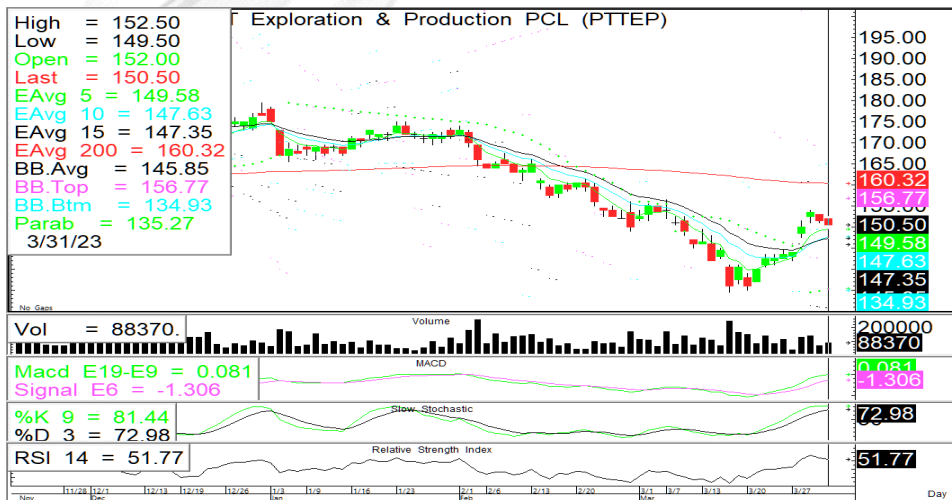 T Exploration & Production PCL (PTTEP)
High = 152.50
Low = 149.50
Open = 152.00
Last = 150.50
EAvg 5 = 149.58
EAvg 10 = 147.63
EAvg 15 = 147.35
EAvg 200 = 160.32
BB.Avg = 145.85
BB.Top = 156.77
BB.Btm = 134.93
Parab = 135.27
3/31/23
195.00
190.00
185.00
180.00
175.00
170.00
165.00
160.32
156.77
150.50
149.58
147.63
147.35
134.93
No Gaps
Volume
Vol = 88370.
200000
88370
MACD
Macd E19-E9 = 0.081
Signal E6 = -1.306
0.081
-1.306
Slow Stochastic
%K 9 = 81.44
%D 3 = 72.98
72.98
Relative Strength Index
RSI 14 = 51.77
51.77
11/28 12/13 12/19 12/26 1/3 1/9 1/16 1/23 2/1 2/6 2/13 2/20 3/1 3/6 3/13 3/20 3/27
Nov Dec Jan Feb Mar Day